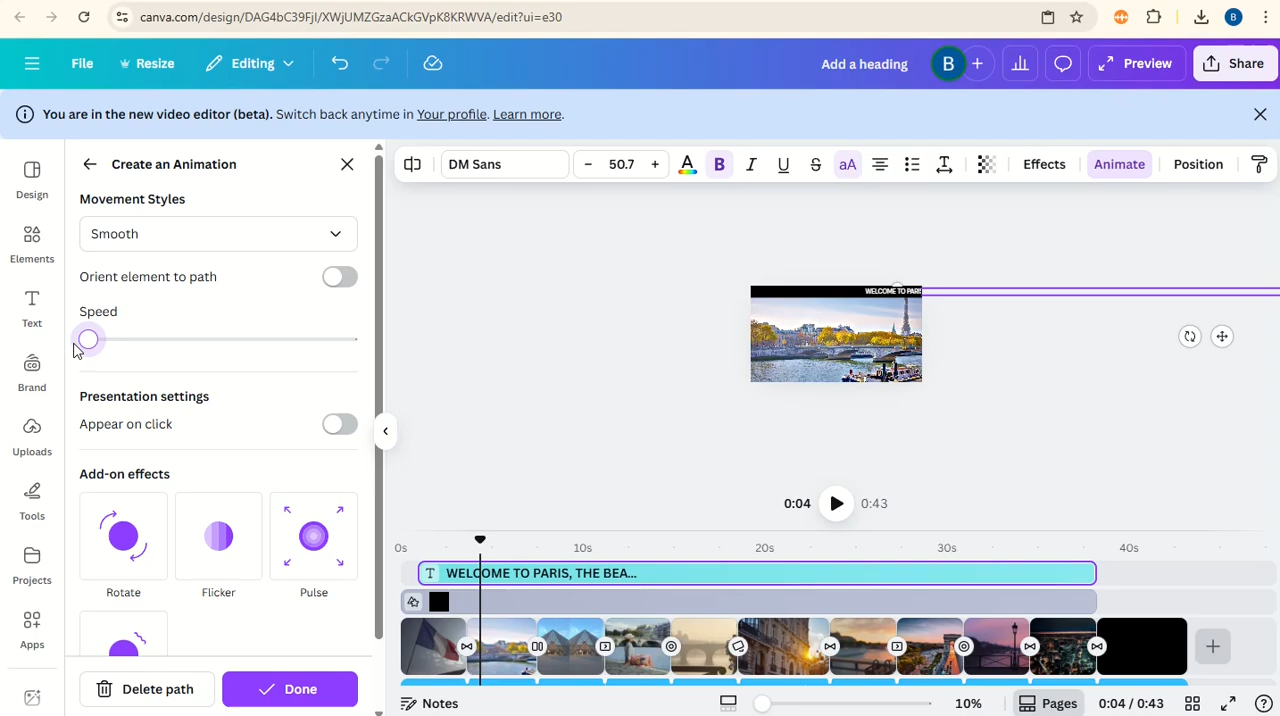 canva.com/design/DAG4bC39FjI/XWjUMZGzaACkGVpK8KRWVA/edit?ui=e30
B
File
Resize
Editing
Add a heading
B
Preview
Share
You are in the new video editor (beta). Switch back anytime in Your profile. Learn more.
Design
Elements
Text
Brand
Uploads
Tools
Projects
Apps
Create an Animation
Movement Styles
Smooth
Orient element to path
Speed
Presentation settings
Appear on click
Add-on effects
Rotate
Flicker
Pulse
Delete path
Done
DM Sans
50.7
A
B
I
U
S
aA
T
Effects
Animate
Position
WELCOME TO PARIS
0:04
0:43
0s
10s
20s
30s
40s
T
WELCOME TO PARIS, THE BEA...
Notes
10%
Pages
0:04 / 0:43